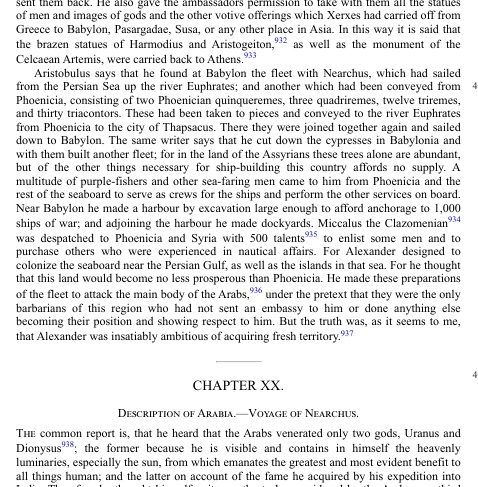 sent them back. He also gave the ambassadors permission to take with them all the statues
of men and images of gods and the other votive offerings which Xerxes had carried off from
Greece to Babylon, Pasargadae, Susa, or any other place in Asia. In this way it is said that
the brazen statues of Harmodius and Aristogeiton,932 as well as the monument of the
Celcaean Artemis, were carried back to Athens.933
Aristobulus says that he found at Babylon the fleet with Nearchus, which had sailed
from the Persian Sea up the river Euphrates; and another which had been conveyed from
4
Phoenicia, consisting of two Phoenician quinqueremes, three quadriremes, twelve triremes,
and thirty triacontors. These had been taken to pieces and conveyed to the river Euphrates
from Phoenicia to the city of Thapsacus. There they were joined together again and sailed
down to Babylon. The same writer says that he cut down the cypresses in Babylonia and
with them built another fleet; for in the land of the Assyrians these trees alone are abundant,
but of the other things necessary for ship-building this country affords no supply. A
multitude of purple-fishers and other sea-faring men came to him from Phoenicia and the
rest of the seaboard to serve as crews for the ships and perform the other services on board.
Near Babylon he made a harbour by excavation large enough to afford anchorage to 1,000
ships of war; and adjoining the harbour he made dockyards. Miccalus the Clazomenian934
was despatched to Phoenicia and Syria with 500 talents935 to enlist some men and to
purchase others who were experienced in nautical affairs. For Alexander designed to
colonize the seaboard near the Persian Gulf, as well as the islands in that sea. For he thought
that this land would become no less prosperous than Phoenicia. He made these preparations
of the fleet to attack the main body of the Arabs,936 under the pretext that they were the only
barbarians of this region who had not sent an embassy to him or done anything else
becoming their position and showing respect to him. But the truth was, as it seems to me,
that Alexander was insatiably ambitious of acquiring fresh territory.937
4
CHAPTER XX.
Description of Arabia.—Voyage of Nearchus.
The common report is, that he heard that the Arabs venerated only two gods, Uranus and
Dionysus938; the former because he is visible and contains in himself the heavenly
luminaries, especially the sun, from which emanates the greatest and most evident benefit to
all things human; and the latter on account of the fame he acquired by his expedition into